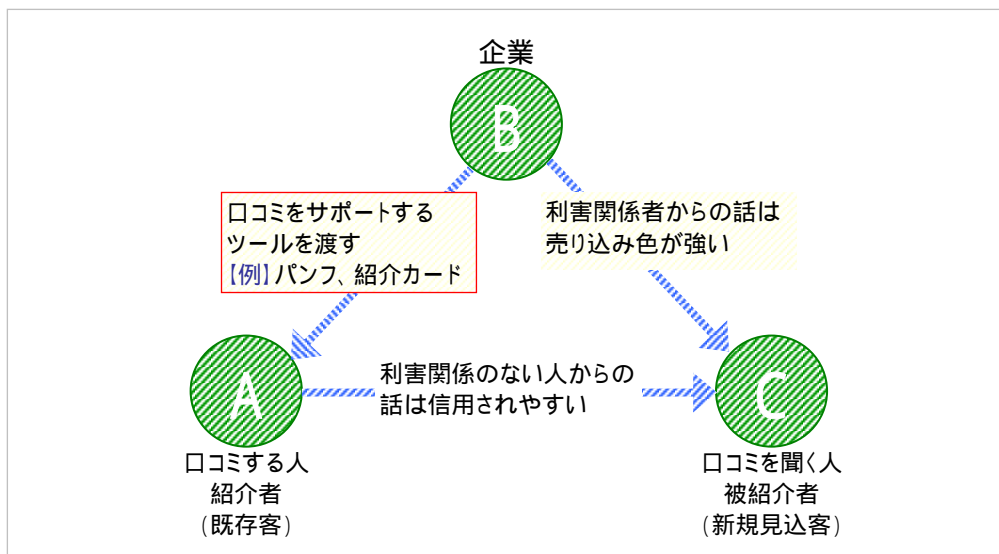 企業
B
口コミをサポートする
ツールを渡す
【例】パンフ、紹介カード
利害関係者からの話は
売り込み色が強い
A
利害関係のない人からの
話は信用されやすい
C
口コミする人
紹介者
(既存客)
口コミを聞く人
被紹介者
(新規見込客)